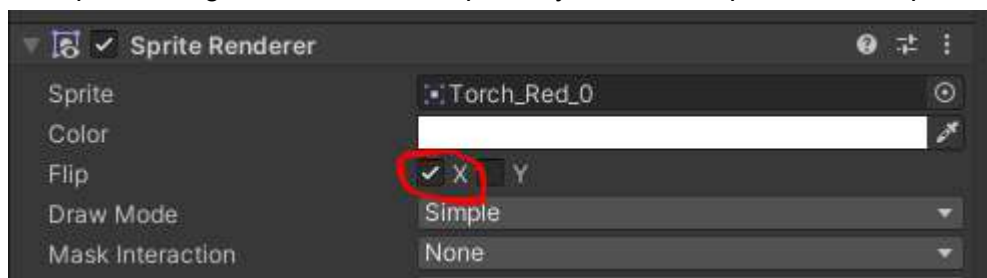 Sprite Renderer
Sprite Torch_Red_0
Color
Flip X Y
Draw Mode Simple
Mask Interaction None